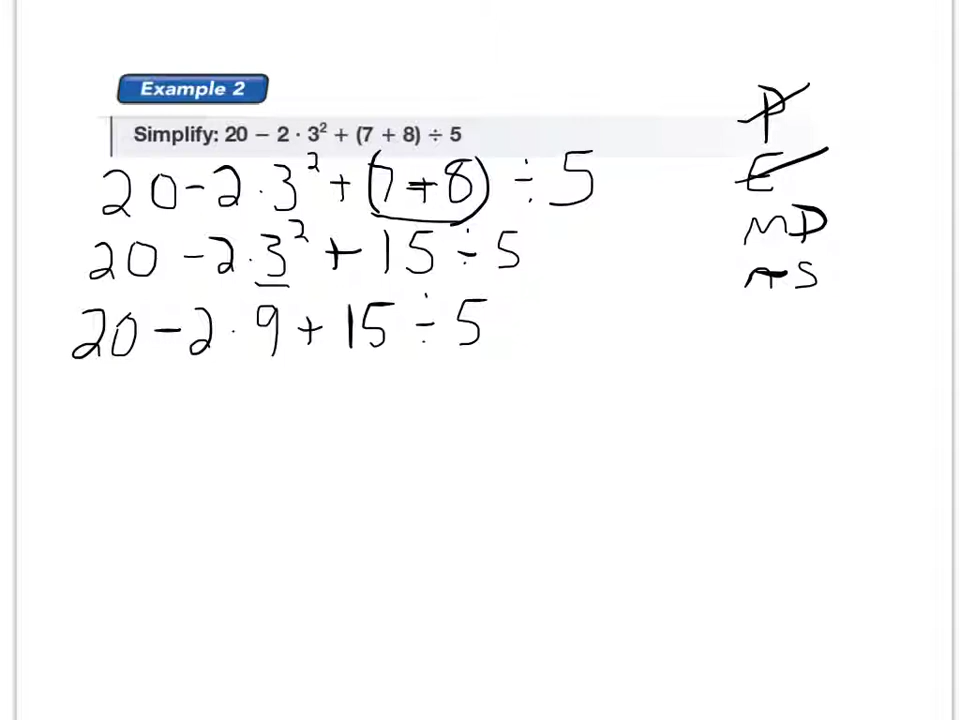 Example 2
Simplify: 20 − 2 · 3² + (7 + 8) ÷ 5
20 − 2 · 3² + (7 + 8) ÷ 5
20 − 2 · 3² + 15 ÷ 5
20 − 2 · 9 + 15 ÷ 5
P
E
MD
AS